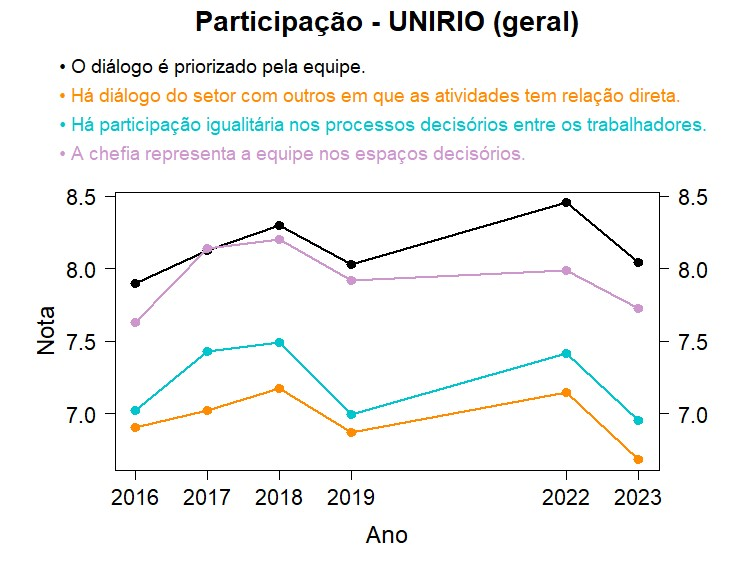 Participação - UNIRIO (geral)
• O diálogo é priorizado pela equipe.
• Há diálogo do setor com outros em que as atividades tem relação direta.
• Há participação igualitária nos processos decisórios entre os trabalhadores.
• A chefia representa a equipe nos espaços decisórios.
8.5 8.5
8.0 8.0
7.5 7.5
7.0 7.0
Nota
2016 2017 2018 2019 2022 2023
Ano